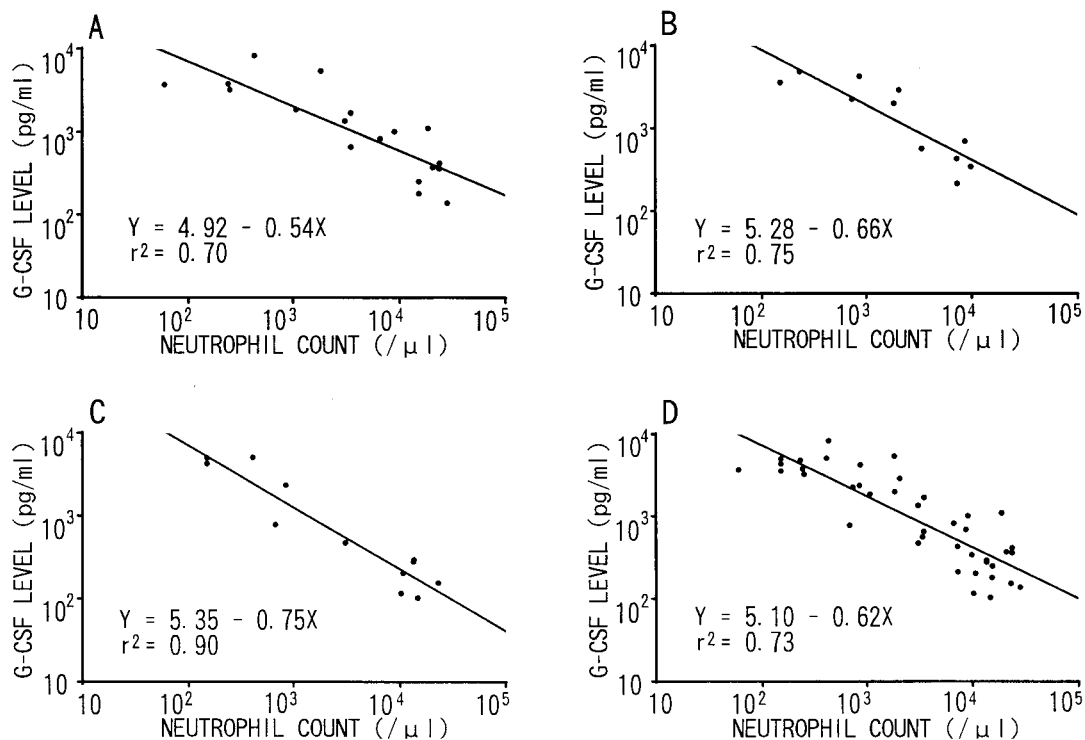 A
G-CSF LEVEL (pg/ml)
10⁴
10³
10²
10
Y = 4.92 - 0.54X
r² = 0.70
10 10² 10³ 10⁴ 10⁵
NEUTROPHIL COUNT (/μl)
B
G-CSF LEVEL (pg/ml)
10⁴
10³
10²
10
Y = 5.28 - 0.66X
r² = 0.75
10 10² 10³ 10⁴ 10⁵
NEUTROPHIL COUNT (/μl)
C
G-CSF LEVEL (pg/ml)
10⁴
10³
10²
10
Y = 5.35 - 0.75X
r² = 0.90
10 10² 10³ 10⁴ 10⁵
NEUTROPHIL COUNT (/μl)
D
G-CSF LEVEL (pg/ml)
10⁴
10³
10²
10
Y = 5.10 - 0.62X
r² = 0.73
10 10² 10³ 10⁴ 10⁵
NEUTROPHIL COUNT (/μl)